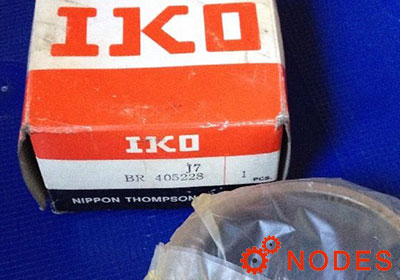 IKO
IKO
J7
BR 405228 1 PCS.
NIPPON THOMPSON
NODES